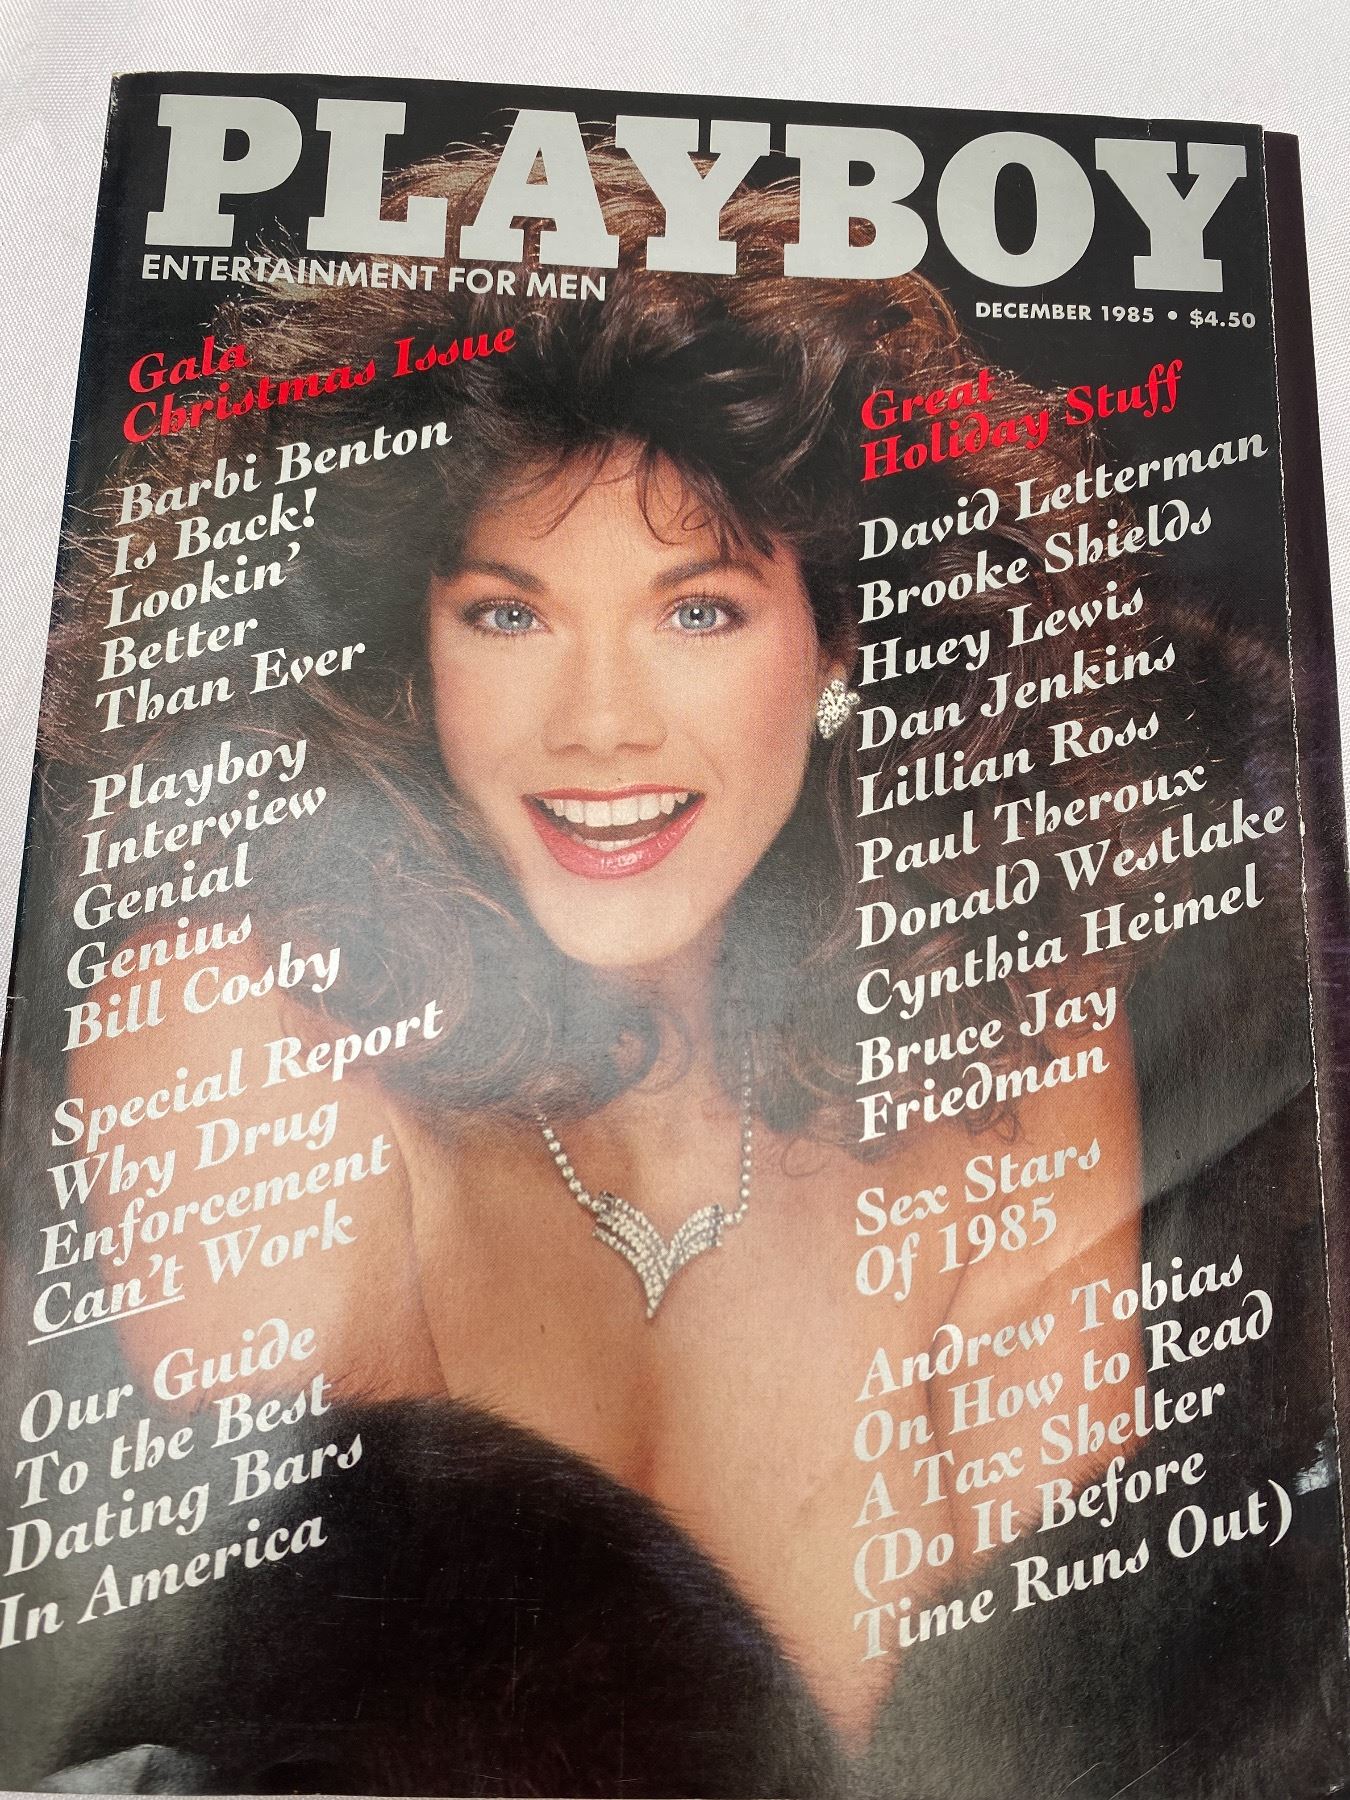 PLAYBOY
ENTERTAINMENT FOR MEN
DECEMBER 1985 • $4.50
Gala
Christmas Issue
Barbi Benton
Is Back!
Lookin'
Better
Than Ever
Playboy
Interview
Genial
Genius
Bill Cosby
Special Report
Why Drug
Enforcement
Can't Work
Our Guide
To the Best
Dating Bars
In America
Great
Holiday Stuff
David Letterman
Brooke Shields
Huey Lewis
Dan Jenkins
Lillian Ross
Paul Theroux
Donald Westlake
Cynthia Heimel
Bruce Jay
Friedman
Sex Stars
Of 1985
Andrew Tobias
On How to Read
A Tax Shelter
(Do It Before
Time Runs Out)